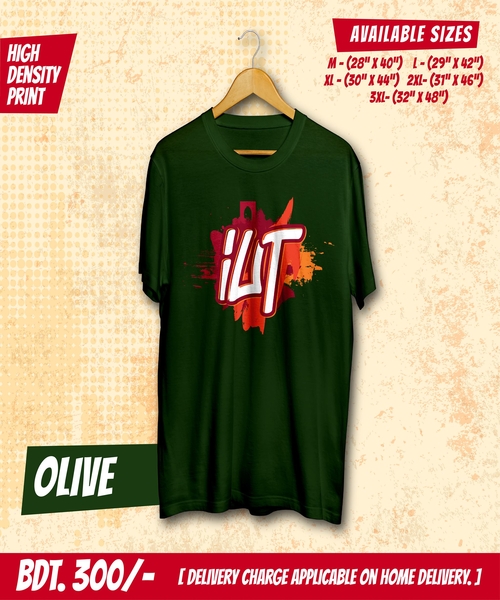 HIGH
DENSITY
PRINT
AVAILABLE SIZES
M - (28" X 40") L - (29" X 42")
XL - (30" X 44") 2XL- (31" X 46")
3XL- (32" X 48")
iUT
OLIVE
BDT. 300/- [ DELIVERY CHARGE APPLICABLE ON HOME DELIVERY. ]